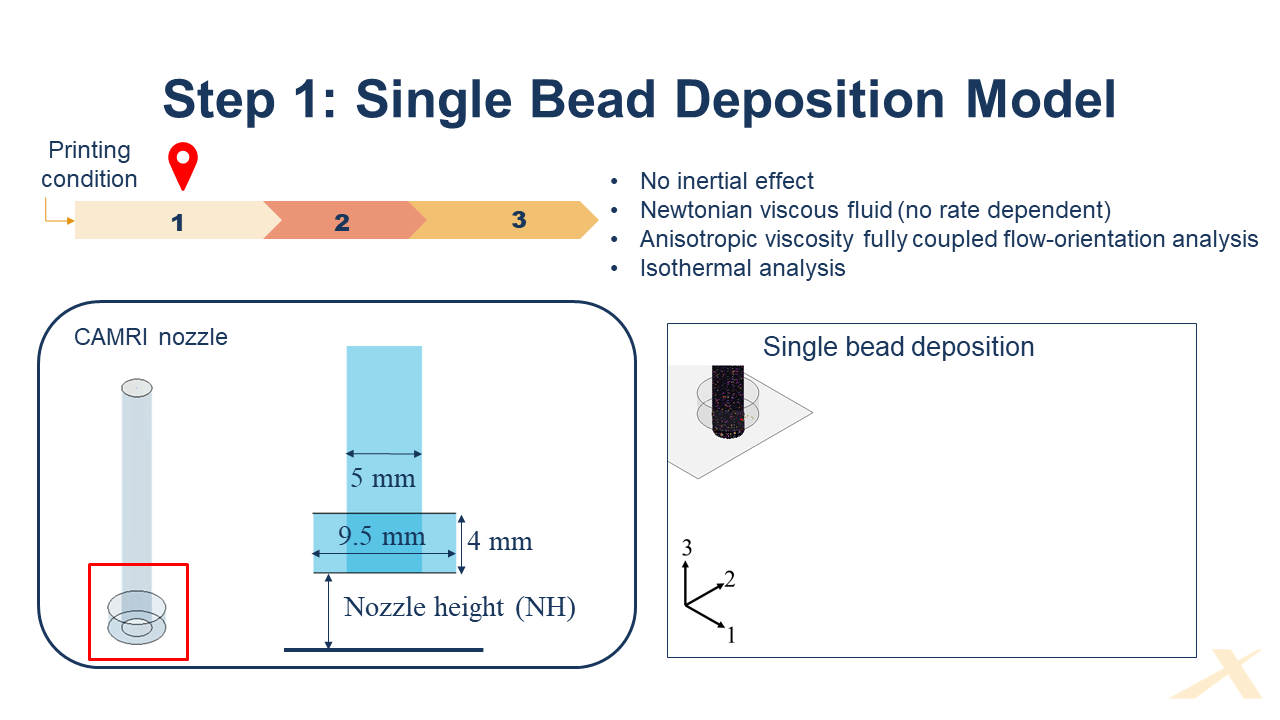 Step 1: Single Bead Deposition Model
Printing
condition
1
2
3
• No inertial effect
• Newtonian viscous fluid (no rate dependent)
• Anisotropic viscosity fully coupled flow-orientation analysis
• Isothermal analysis
CAMRI nozzle
5 mm
9.5 mm
4 mm
Nozzle height (NH)
Single bead deposition
3
2
1